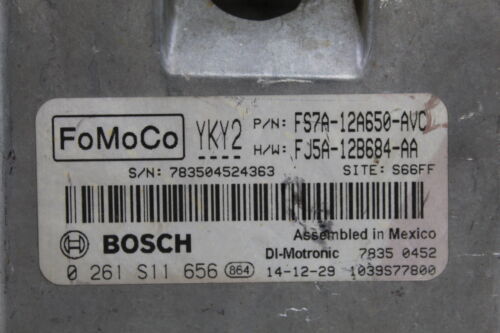 FoMoCo YKY2 P/N: FS7A-12A650-AVC
H/W: FJ5A-12B684-AA
S/N: 783504524363 SITE: S66FF
BOSCH Assembled in Mexico
DI-Motronic 7835 0452
0 261 S11 656 864 14-12-29 1039S77800